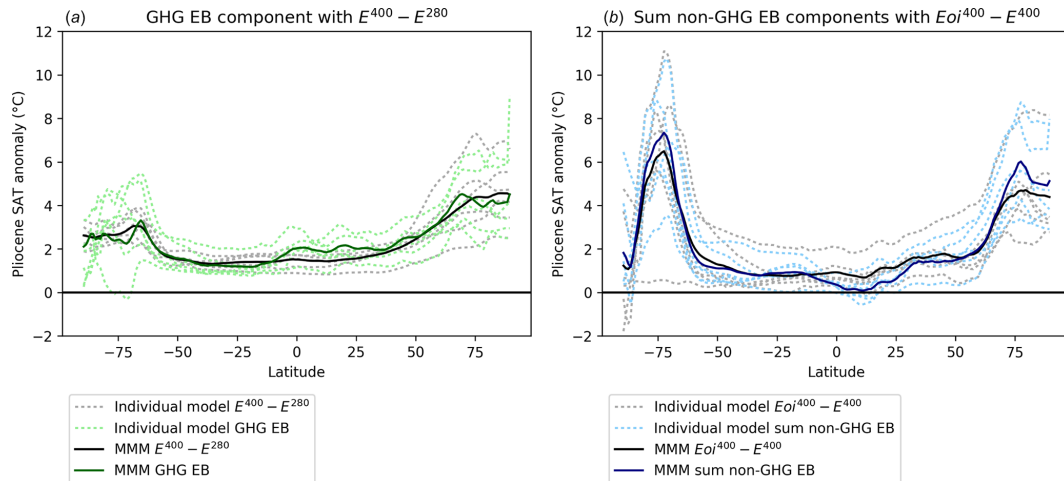 (a) GHG EB component with E^400 − E^280
12
10
8
6
4
2
0
−2
Pliocene SAT anomaly (°C)
−75 −50 −25 0 25 50 75
Latitude
Individual model E^400 − E^280
Individual model GHG EB
MMM E^400 − E^280
MMM GHG EB
(b) Sum non-GHG EB components with Eoi^400 − E^400
12
10
8
6
4
2
0
−2
Pliocene SAT anomaly (°C)
−75 −50 −25 0 25 50 75
Latitude
Individual model Eoi^400 − E^400
Individual model sum non-GHG EB
MMM Eoi^400 − E^400
MMM sum non-GHG EB